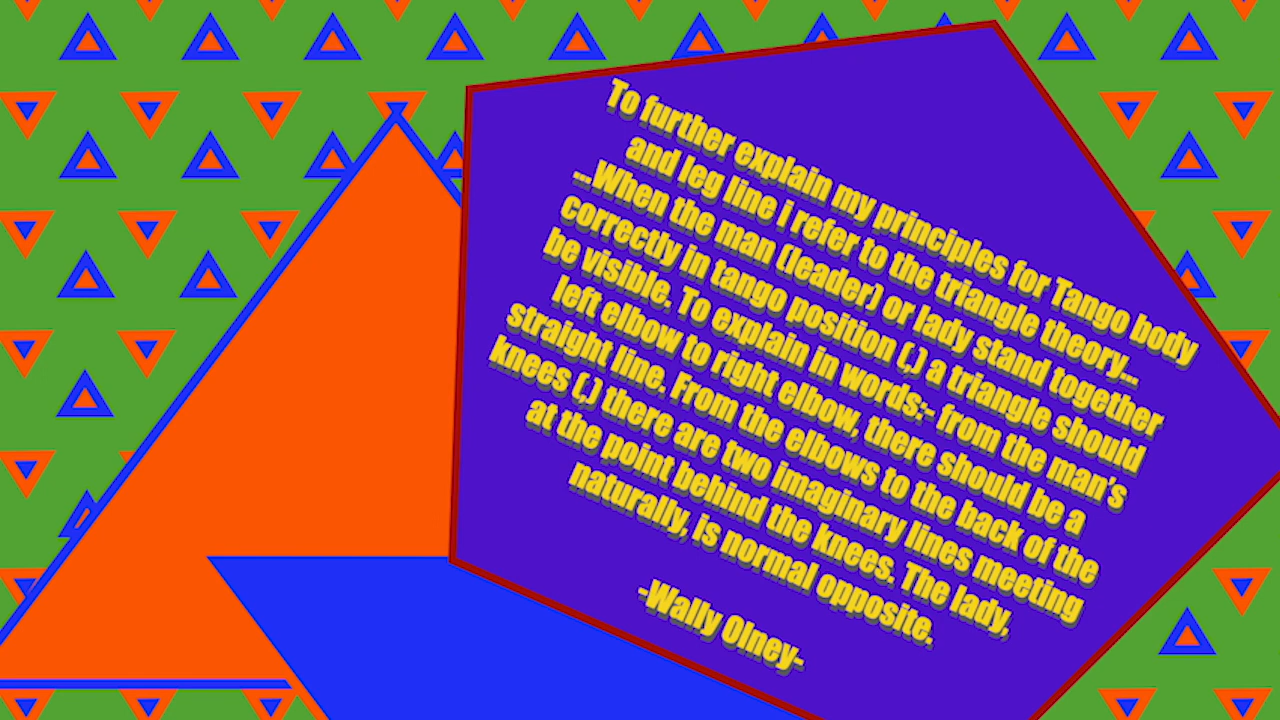 To further explain my principles for Tango body
and leg line i refer to the triangle theory...
...When the man (leader) or lady stand together
correctly in tango position (,) a triangle should
be visible. To explain in words:- from the man's
left elbow to right elbow, there should be a
straight line. From the elbows to the back of the
knees (,) there are two imaginary lines meeting
at the point behind the knees. The lady,
naturally, is normal opposite.
-Wally Olney-